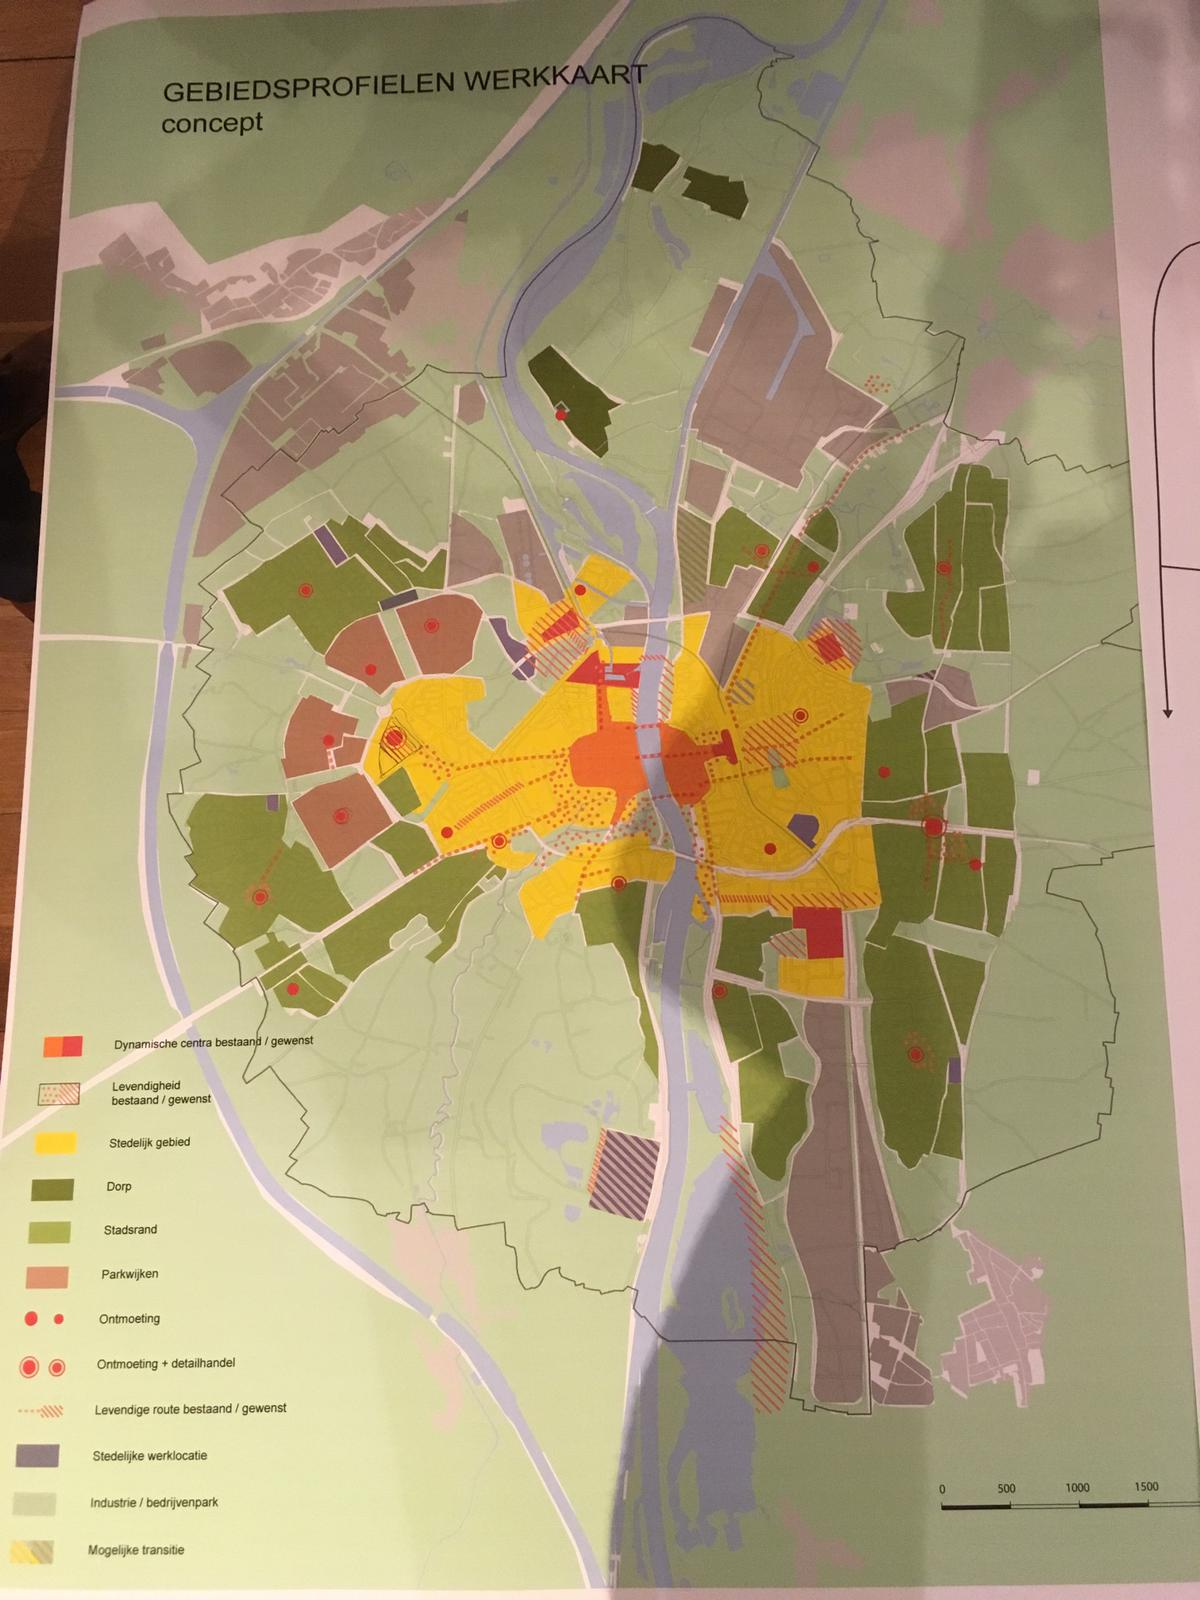 GEBIEDSPROFIELEN WERKKAART
concept
Dynamische centra bestaand / gewenst
Levendigheid
bestaand / gewenst
Stedelijk gebied
Dorp
Stadsrand
Parkwijken
Ontmoeting
Ontmoeting + detailhandel
Levendige route bestaand / gewenst
Stedelijke werklocatie
Industrie / bedrijvenpark
Mogelijke transitie
0 500 1000 1500